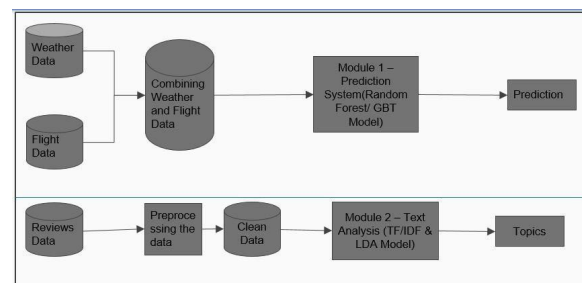 Weather
Data
Flight
Data
Combining
Weather
and Flight
Data
Module 1 –
Prediction
System(Random
Forest/ GBT
Model)
Prediction
Reviews
Data
Preproce
ssing the
data
Clean
Data
Module 2 – Text
Analysis (TF/IDF &
LDA Model)
Topics